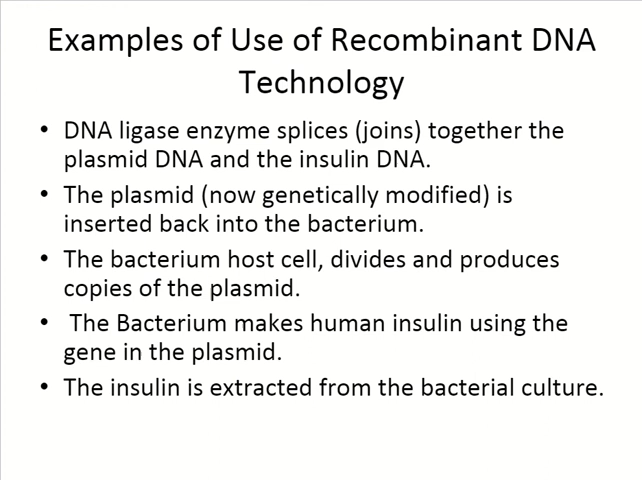 Examples of Use of Recombinant DNA
Technology
• DNA ligase enzyme splices (joins) together the
plasmid DNA and the insulin DNA.
• The plasmid (now genetically modified) is
inserted back into the bacterium.
• The bacterium host cell, divides and produces
copies of the plasmid.
• The Bacterium makes human insulin using the
gene in the plasmid.
• The insulin is extracted from the bacterial culture.